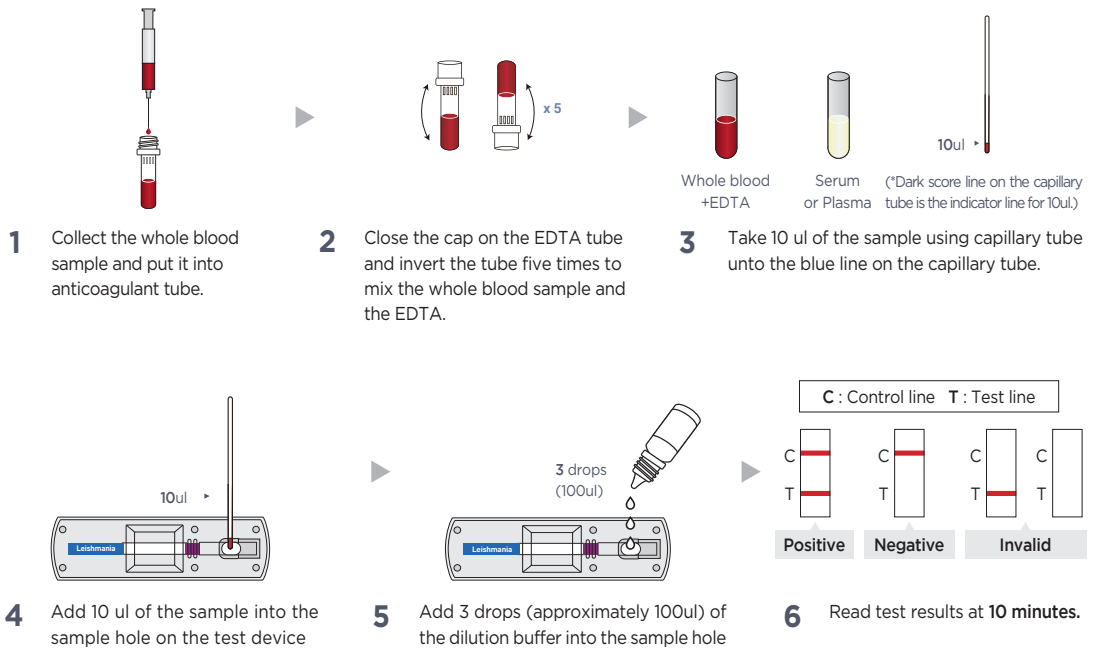 x 5
10ul
Whole blood
+EDTA
Serum
or Plasma
(*Dark score line on the capillary
tube is the indicator line for 10ul.)
1 Collect the whole blood
sample and put it into
anticoagulant tube.
2 Close the cap on the EDTA tube
and invert the tube five times to
mix the whole blood sample and
the EDTA.
3 Take 10 ul of the sample using capillary tube
unto the blue line on the capillary tube.
10ul
Leishmania
4 Add 10 ul of the sample into the
sample hole on the test device
3 drops
(100ul)
Leishmania
5 Add 3 drops (approximately 100ul) of
the dilution buffer into the sample hole
C : Control line T : Test line
C C C C
T T T T
Positive Negative Invalid
6 Read test results at 10 minutes.